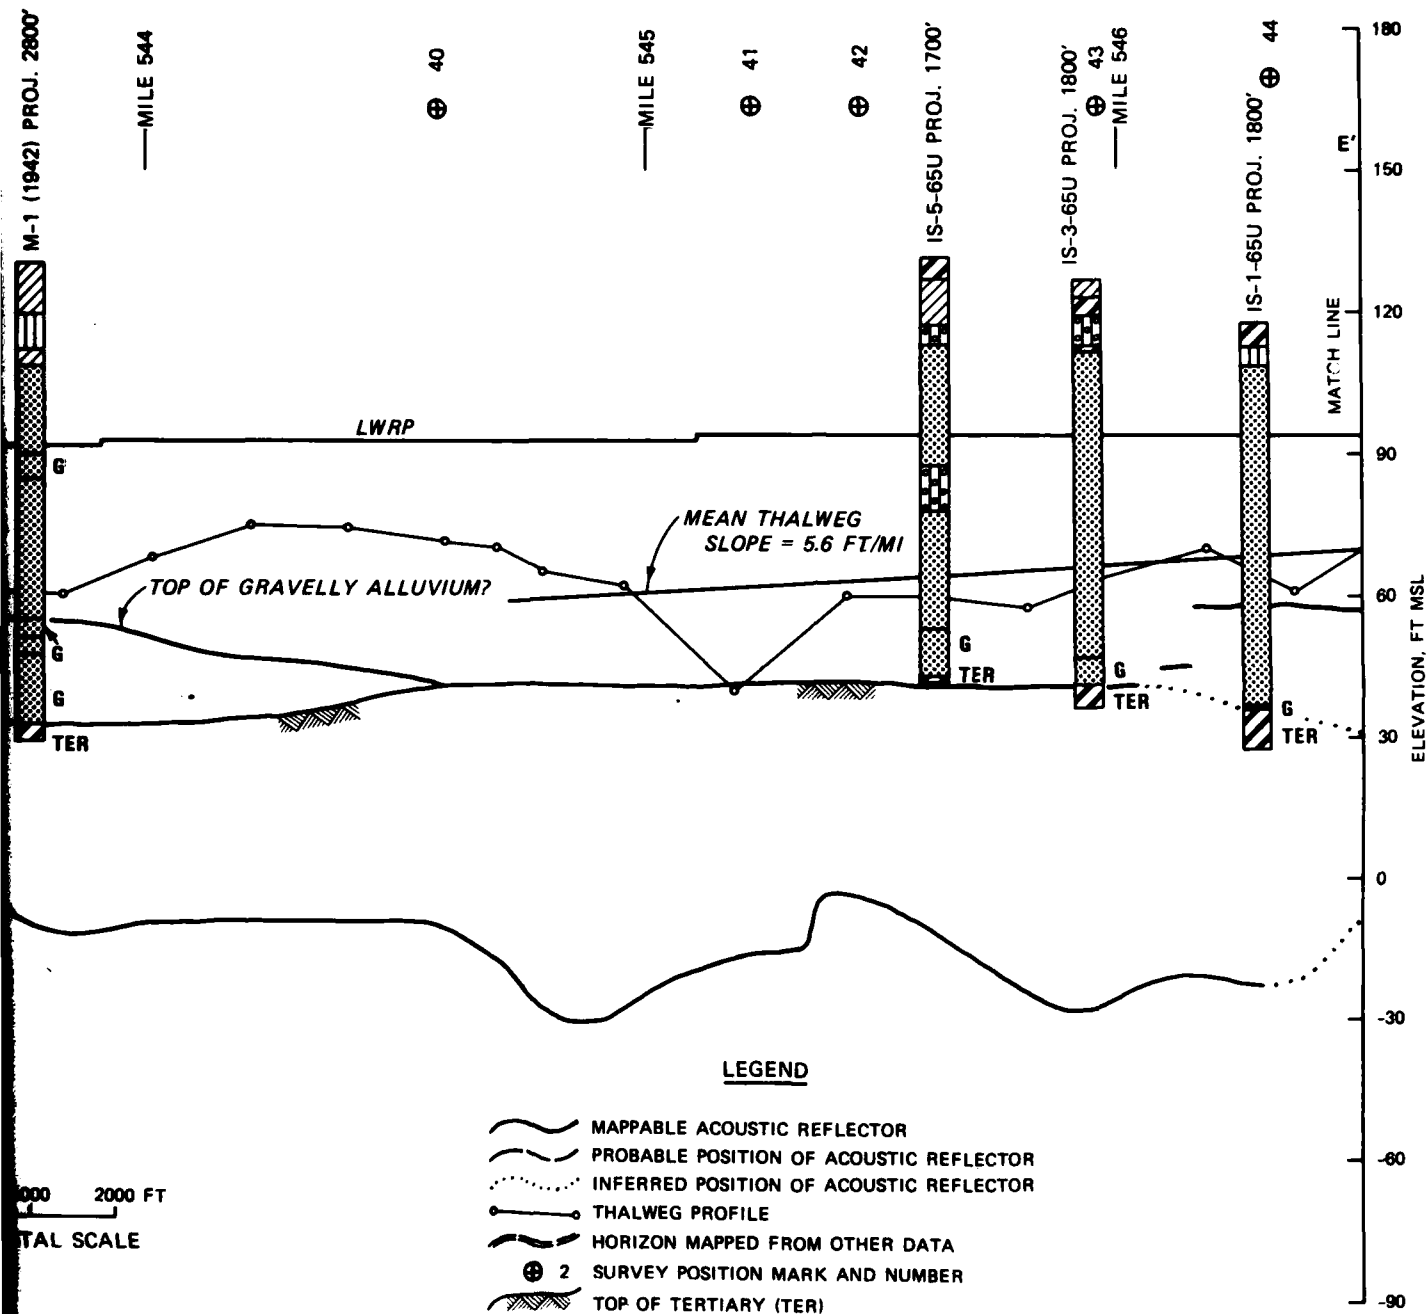 M-1 (1942) PROJ. 2800'
MILE 544
40
MILE 545
41
42
IS-5-65U PROJ. 1700'
IS-3-65U PROJ. 1800'
43
MILE 546
44
IS-1-65U PROJ. 1800'
E'
MATCH LINE
180
150
120
90
60
30
0
-30
-60
-90
ELEVATION, FT MSL
LWRP
G
MEAN THALWEG
SLOPE = 5.6 FT/MI
TOP OF GRAVELLY ALLUVIUM?
G
G
TER
G
TER
G
TER
G
TER
LEGEND
MAPPABLE ACOUSTIC REFLECTOR
PROBABLE POSITION OF ACOUSTIC REFLECTOR
INFERRED POSITION OF ACOUSTIC REFLECTOR
THALWEG PROFILE
HORIZON MAPPED FROM OTHER DATA
2 SURVEY POSITION MARK AND NUMBER
TOP OF TERTIARY (TER)
000 2000 FT
TAL SCALE